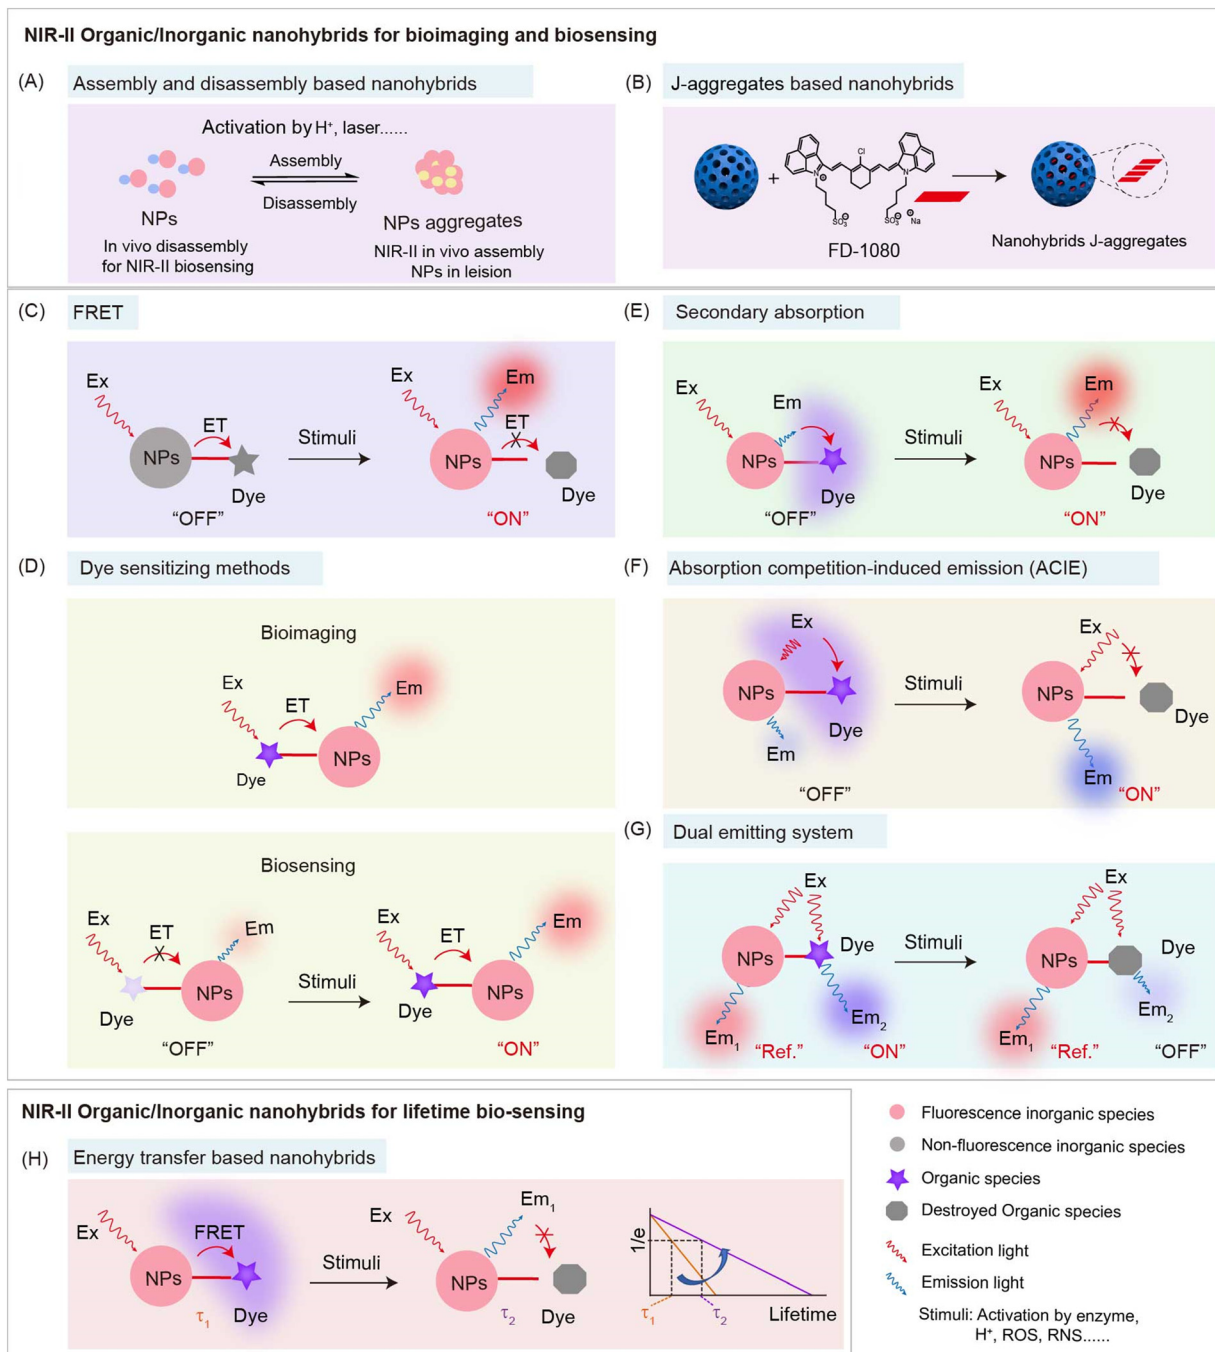 NIR-II Organic/Inorganic nanohybrids for bioimaging and biosensing
(A)
Assembly and disassembly based nanohybrids
Activation by H⁺, laser......
Assembly
Disassembly
NPs
In vivo disassembly
for NIR-II biosensing
NPs aggregates
NIR-II in vivo assembly
NPs in leision
(B)
J-aggregates based nanohybrids
+
Cl
N
⊕
N
SO₃
⊖
SO₃
⊖
⊕
Na
FD-1080
Nanohybrids J-aggregates
(C)
FRET
Ex
ET
NPs
Dye
"OFF"
Stimuli
Ex
Em
ET
NPs
Dye
"ON"
(D)
Dye sensitizing methods
Bioimaging
Ex
ET
Em
Dye
NPs
Biosensing
Ex
ET
Em
NPs
Dye
"OFF"
Stimuli
Ex
ET
Em
NPs
Dye
"ON"
(E)
Secondary absorption
Ex
Em
NPs
Dye
"OFF"
Stimuli
Ex
Em
NPs
Dye
"ON"
(F)
Absorption competition-induced emission (ACIE)
Ex
NPs
Dye
Em
"OFF"
Stimuli
Ex
NPs
Dye
Em
"ON"
(G)
Dual emitting system
Ex
Dye
NPs
Em₁
Em₂
"Ref."
"ON"
Stimuli
Ex
Dye
NPs
Em₁
Em₂
"Ref."
"OFF"
NIR-II Organic/Inorganic nanohybrids for lifetime bio-sensing
(H)
Energy transfer based nanohybrids
Ex
FRET
NPs
τ₁
Dye
Stimuli
Ex
Em₁
NPs
τ₂
Dye
1/e
τ₁
τ₂
Lifetime
Fluorescence inorganic species
Non-fluorescence inorganic species
Organic species
Destroyed Organic species
Excitation light
Emission light
Stimuli: Activation by enzyme,
H⁺, ROS, RNS......